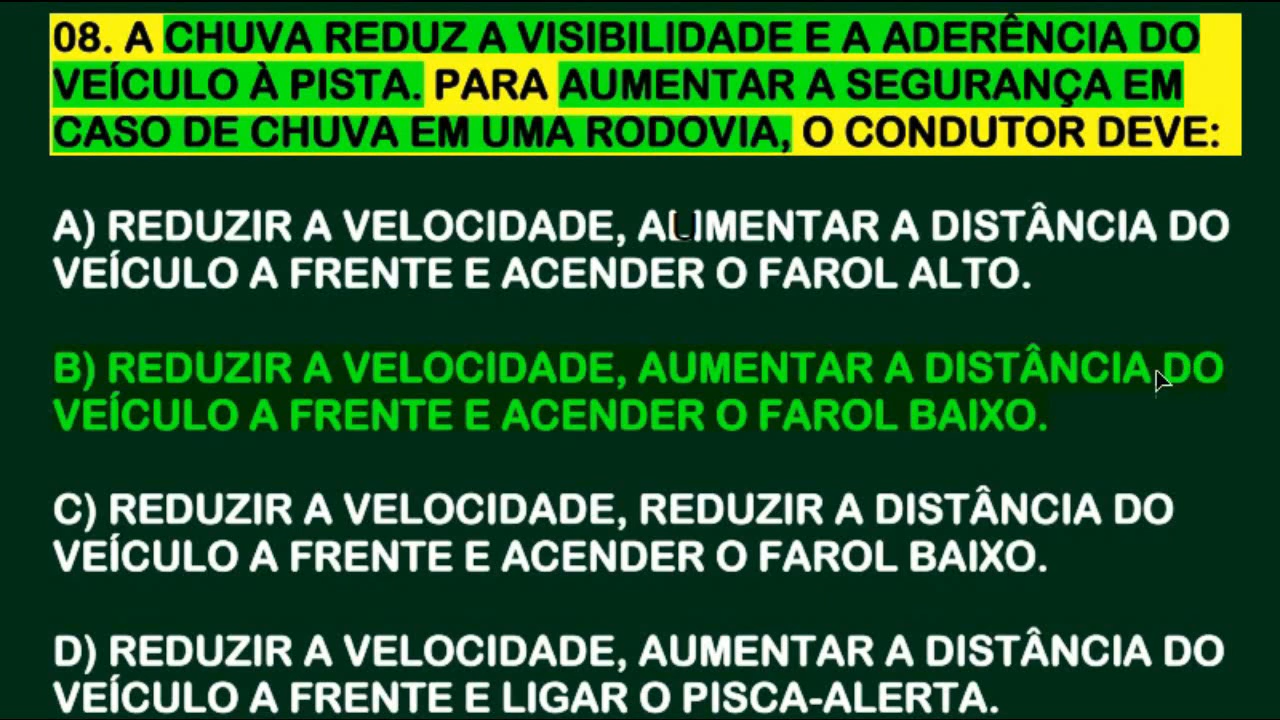 08. A CHUVA REDUZ A VISIBILIDADE E A ADERÊNCIA DO
VEÍCULO À PISTA. PARA AUMENTAR A SEGURANÇA EM
CASO DE CHUVA EM UMA RODOVIA, O CONDUTOR DEVE:
A) REDUZIR A VELOCIDADE, AUMENTAR A DISTÂNCIA DO
VEÍCULO A FRENTE E ACENDER O FAROL ALTO.
B) REDUZIR A VELOCIDADE, AUMENTAR A DISTÂNCIA DO
VEÍCULO A FRENTE E ACENDER O FAROL BAIXO.
C) REDUZIR A VELOCIDADE, REDUZIR A DISTÂNCIA DO
VEÍCULO A FRENTE E ACENDER O FAROL BAIXO.
D) REDUZIR A VELOCIDADE, AUMENTAR A DISTÂNCIA DO
VEÍCULO A FRENTE E LIGAR O PISCA-ALERTA.